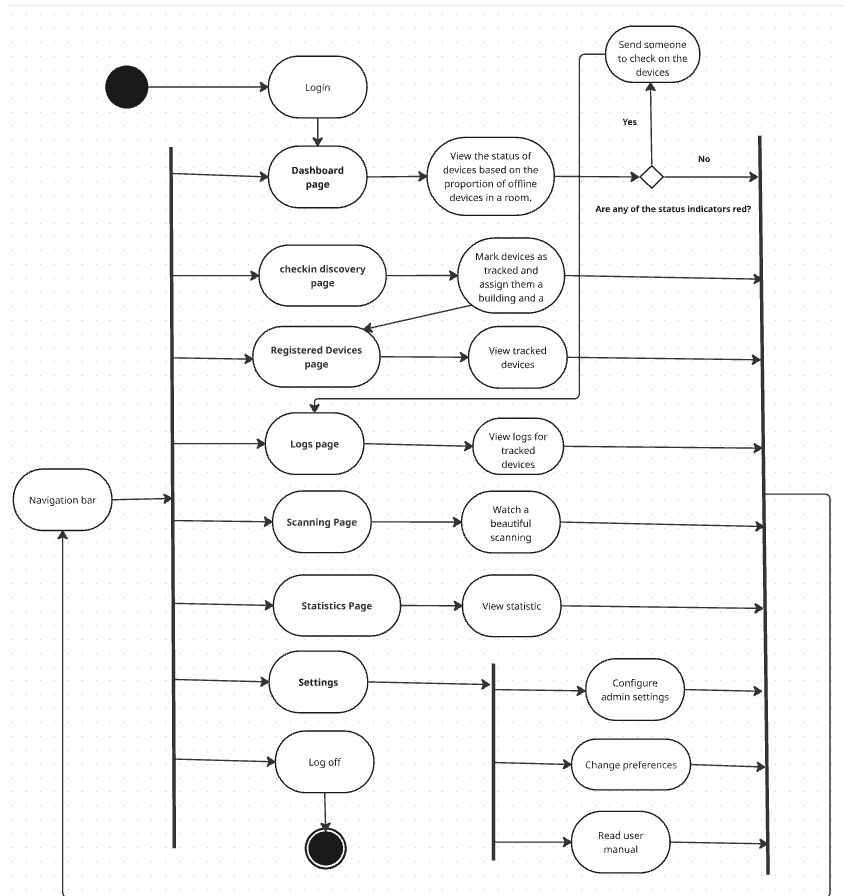 Send someone
to check on the
devices
Login
Yes
No
Dashboard
page
View the status of
devices based on the
proportion of offline
devices in a room.
Are any of the status indicators red?
checkin discovery
page
Mark devices as
tracked and
assign them a
building and a
Registered Devices
page
View tracked
devices
Logs page
View logs for
tracked
devices
Navigation bar
Scanning Page
Watch a
beautiful
scanning
Statistics Page
View statistic
Settings
Configure
admin settings
Log off
Change preferences
Read user
manual